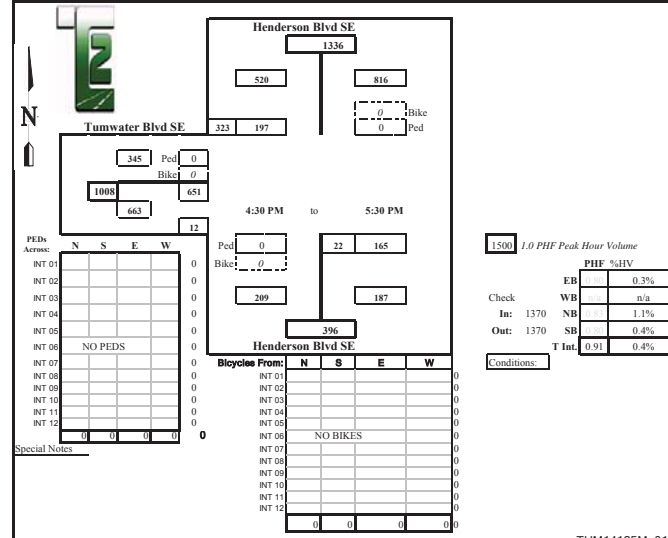 Henderson Blvd SE
1336
520 816
0 Bike
0 Ped
N
Tumwater Blvd SE
323 197
345 Ped 0
Bike 0
1008 651
663
12
4:30 PM to 5:30 PM
Ped 0
Bike 0
22 165
209 187
396
Henderson Blvd SE
1500 1.0 PHF Peak Hour Volume
PHF %HV
EB 0.3%
Check WB n/a n/a
In: 1370 NB 0.83 1.1%
Out: 1370 SB 0.80 0.4%
T Int. 0.91 0.4%
Conditions:
PEDs Across: N S E W
INT 01 0
INT 02 0
INT 03 0
INT 04 0
INT 05 0
INT 06 NO PEDS 0
INT 07 0
INT 08 0
INT 09 0
INT 10 0
INT 11 0
INT 12 0
0 0 0 0 0
Special Notes
Bicycles From: N S E W
INT 01 0
INT 02 0
INT 03 0
INT 04 0
INT 05 0
INT 06 NO BIKES 0
INT 07 0
INT 08 0
INT 09 0
INT 10 0
INT 11 0
INT 12 0
0 0 0 0 0